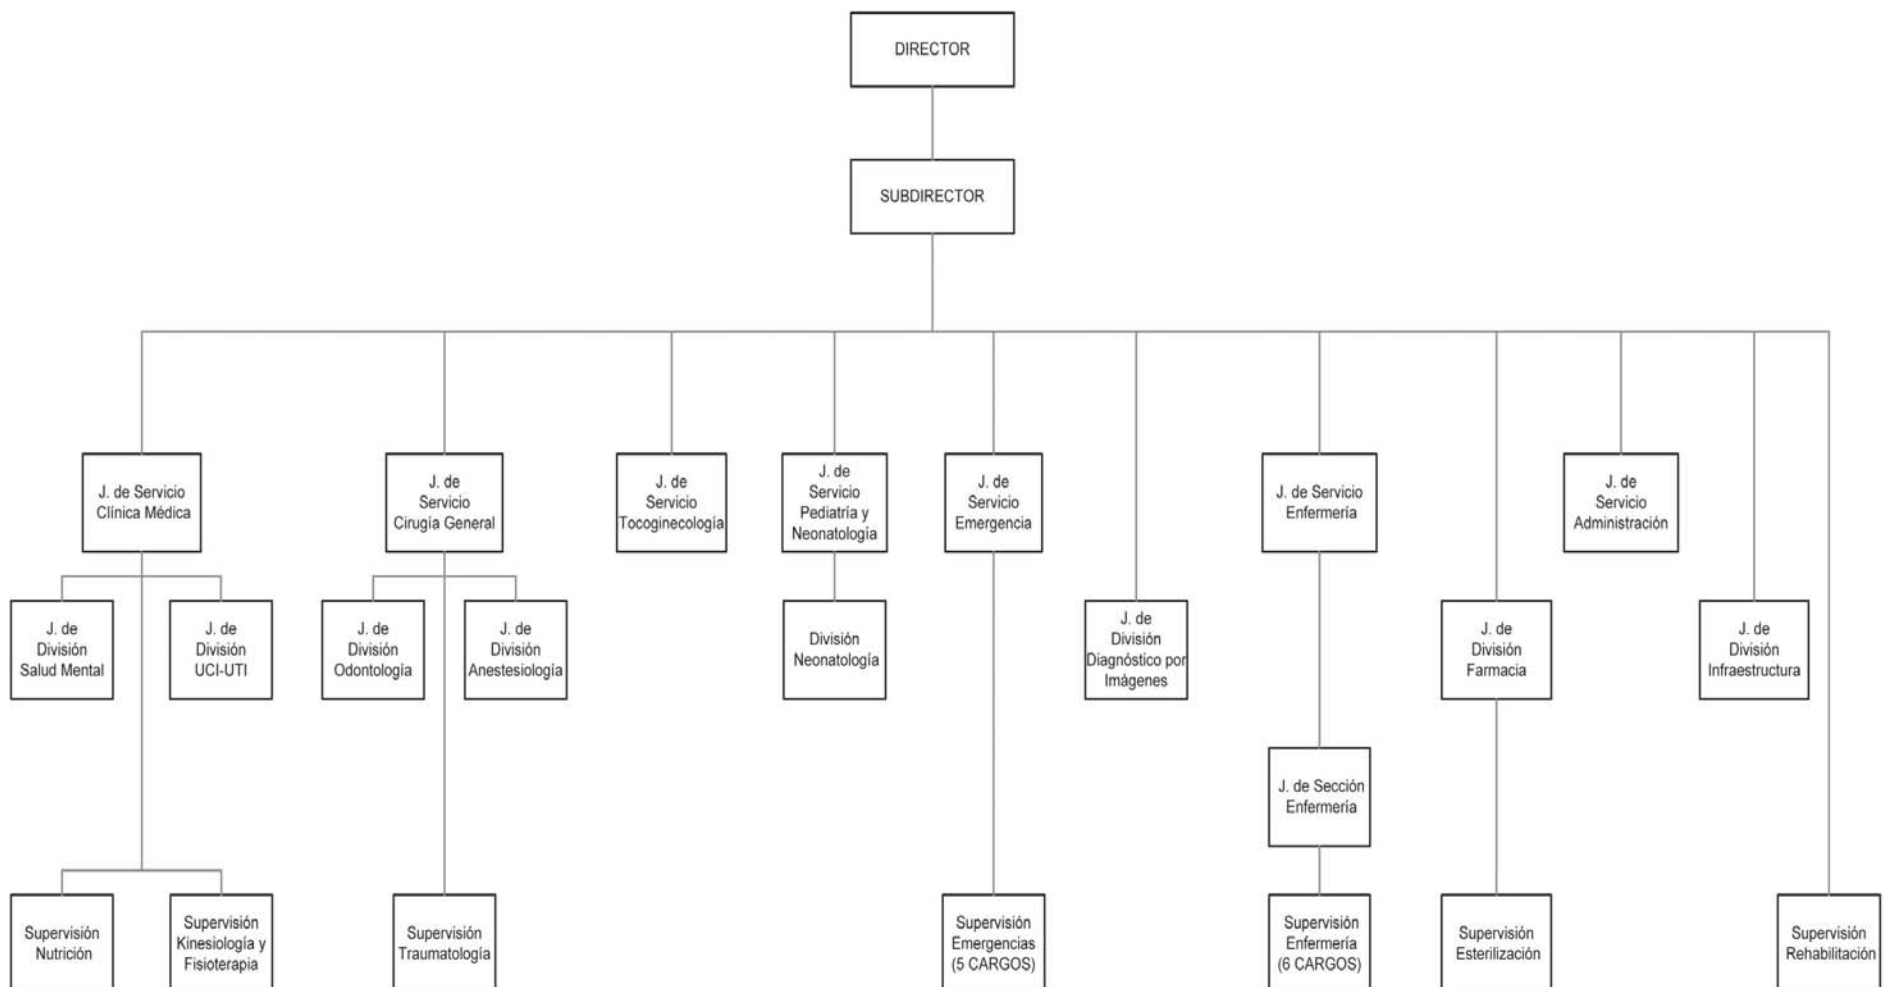 DIRECTOR
SUBDIRECTOR
J. de Servicio
Clínica Médica
J. de
Servicio
Cirugía General
J. de
Servicio
Tocoginecología
J. de
Servicio
Pediatría y
Neonatología
J. de
Servicio
Emergencia
J. de Servicio
Enfermería
J. de
Servicio
Administración
J. de
División
Salud Mental
J. de
División
UCI-UTI
J. de
División
Odontología
J. de
División
Anestesiología
División
Neonatología
J. de
División
Diagnóstico por
Imágenes
J. de
División
Farmacia
J. de
División
Infraestructura
J. de Sección
Enfermería
Supervisión
Nutrición
Supervisión
Kinesiología y
Fisioterapia
Supervisión
Traumatología
Supervisión
Emergencias
(5 CARGOS)
Supervisión
Enfermería
(6 CARGOS)
Supervisión
Esterilización
Supervisión
Rehabilitación